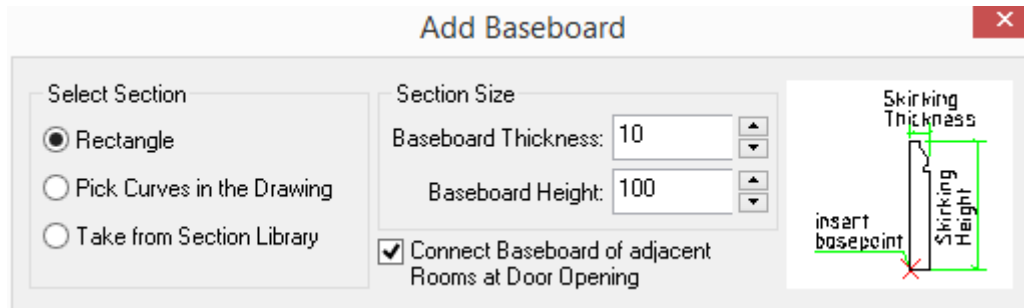 Add Baseboard
Select Section
Rectangle
Pick Curves in the Drawing
Take from Section Library
Section Size
Baseboard Thickness: 10
Baseboard Height: 100
Connect Baseboard of adjacent
Rooms at Door Opening
Skirking
Thickness
Skirking
Height
insert
basepoint